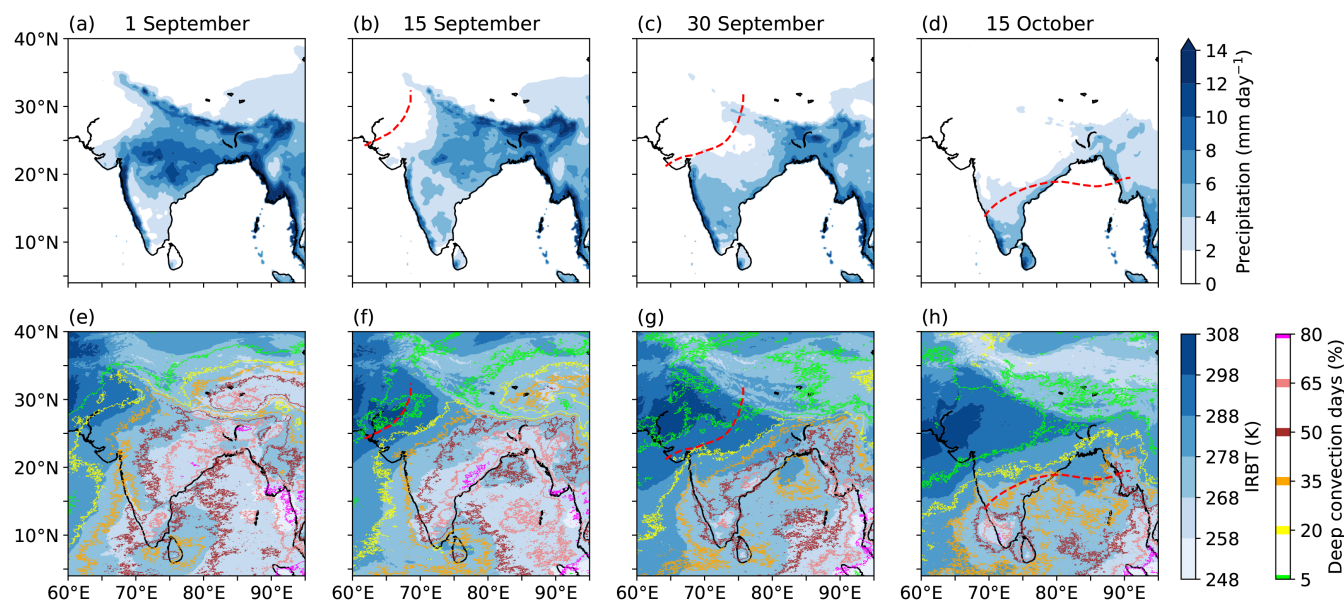 (a) 1 September
(b) 15 September
(c) 30 September
(d) 15 October
40°N
30°N
20°N
10°N
14
12
10
8
6
4
2
0
Precipitation (mm day⁻¹)
(e)
(f)
(g)
(h)
40°N
30°N
20°N
10°N
60°E 70°E 80°E 90°E
60°E 70°E 80°E 90°E
60°E 70°E 80°E 90°E
60°E 70°E 80°E 90°E
308
298
288
278
268
258
248
IRBT (K)
80
65
50
35
20
5
Deep convection days (%)